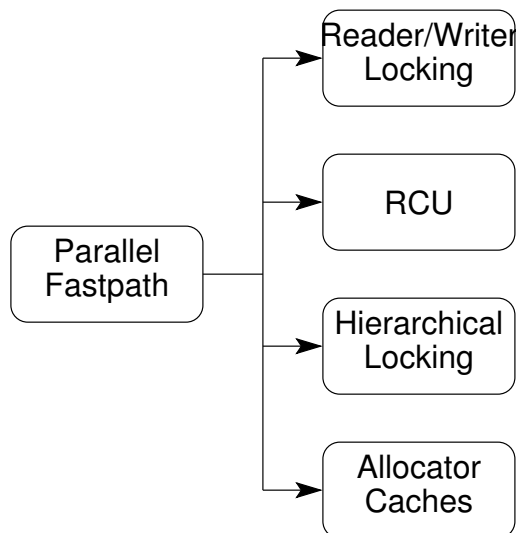 Reader/Writer
Locking
RCU
Parallel
Fastpath
Hierarchical
Locking
Allocator
Caches